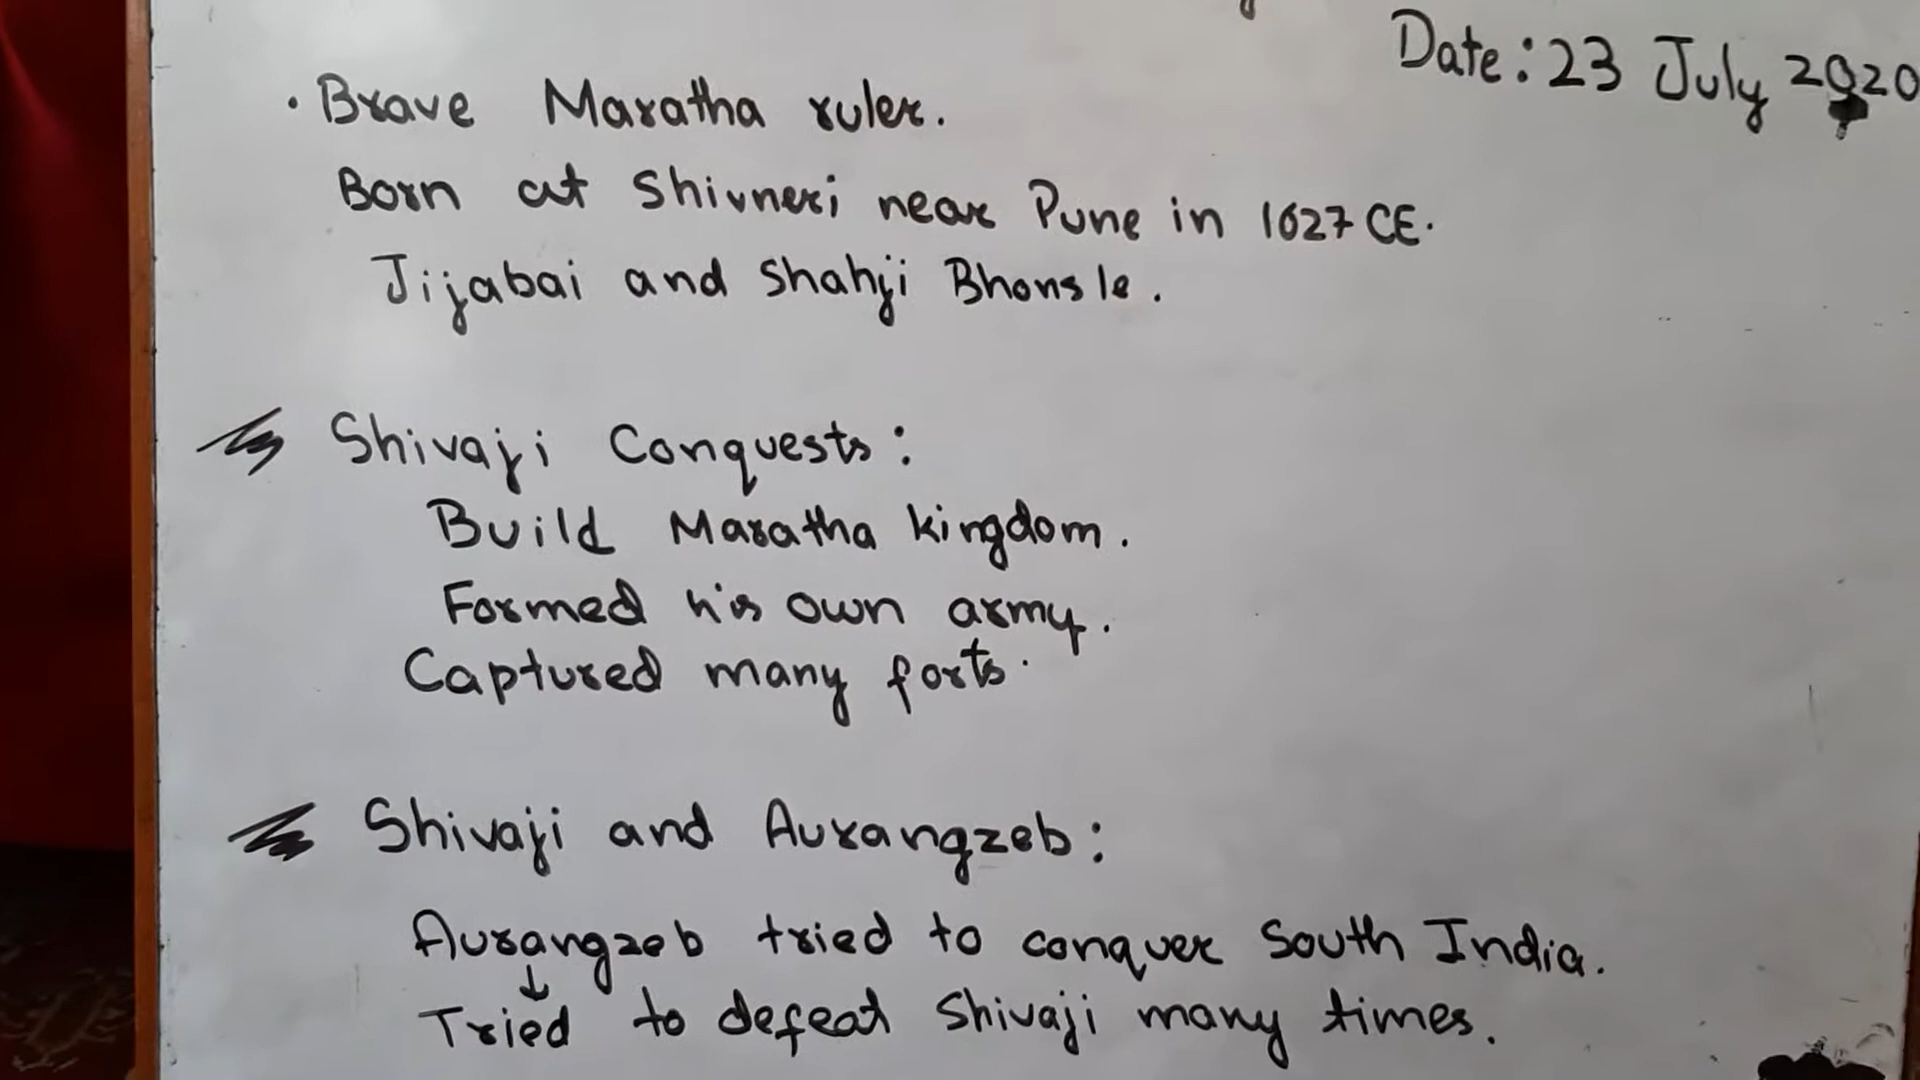 Date: 23 July 2020
• Brave Maratha ruler.
Born at Shivneri near Pune in 1627 CE.
Jijabai and Shahji Bhonsle.
Shivaji Conquests:
Build Maratha kingdom.
Formed his own army.
Captured many forts.
Shivaji and Aurangzeb:
Aurangzeb tried to conquer South India.
↓
Tried to defeat Shivaji many times.